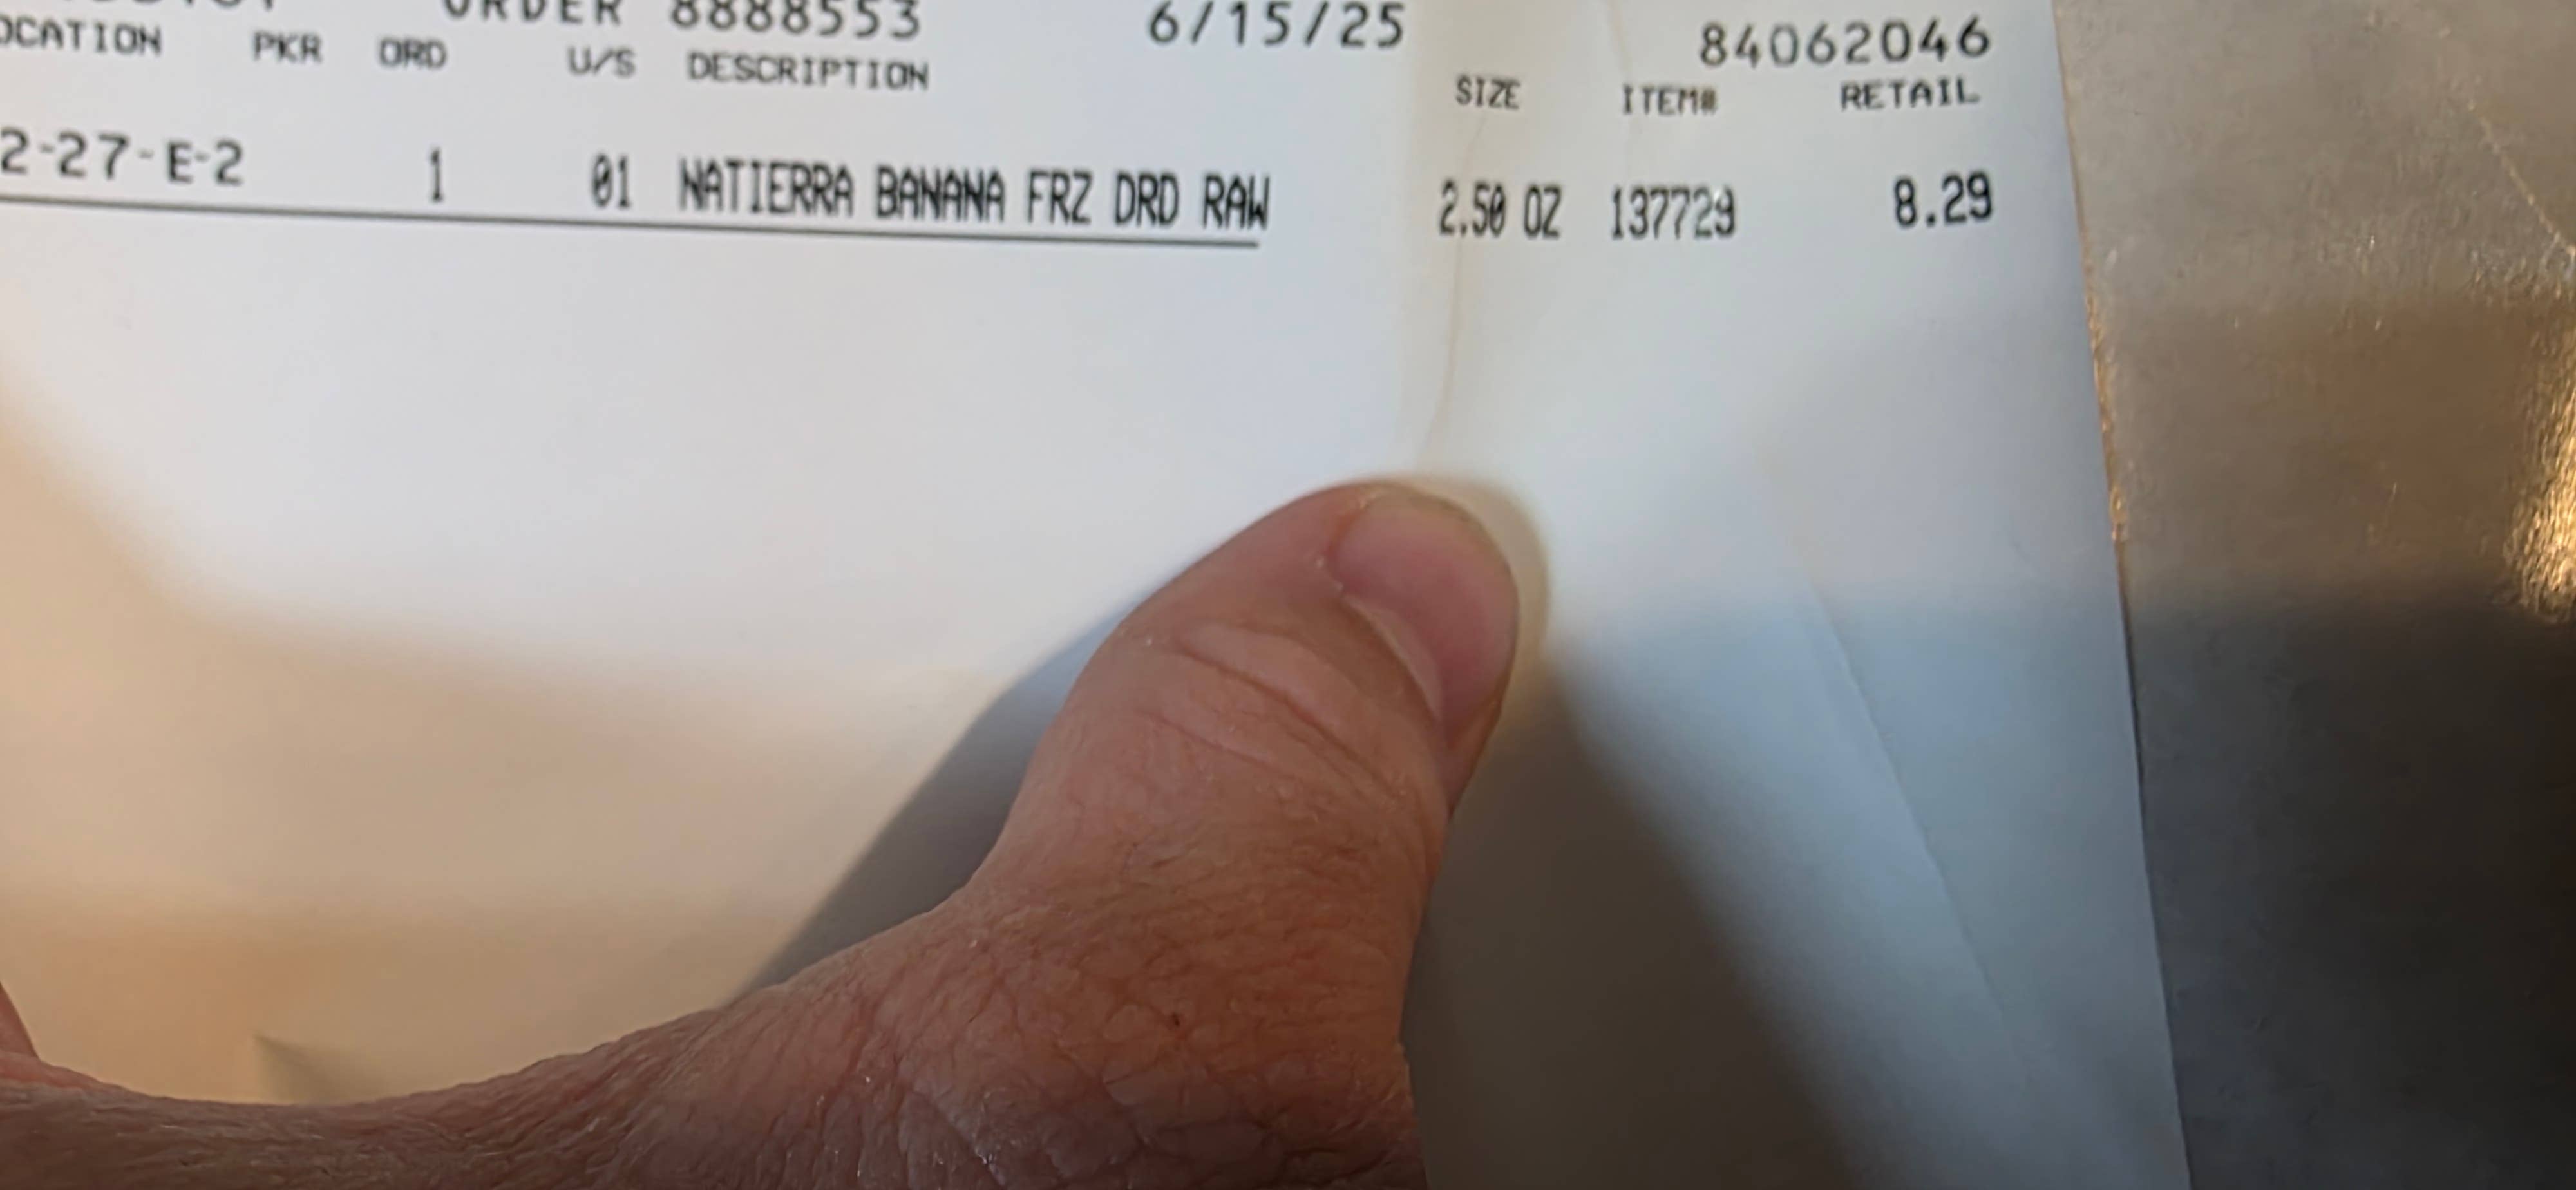 ORDER 8888553 6/15/25 84062046
OCATION PKR ORD U/S DESCRIPTION SIZE ITEM# RETAIL
2-27-E-2 1 01 NATIERRA BANANA FRZ DRD RAW 2.50 OZ 137729 8.29